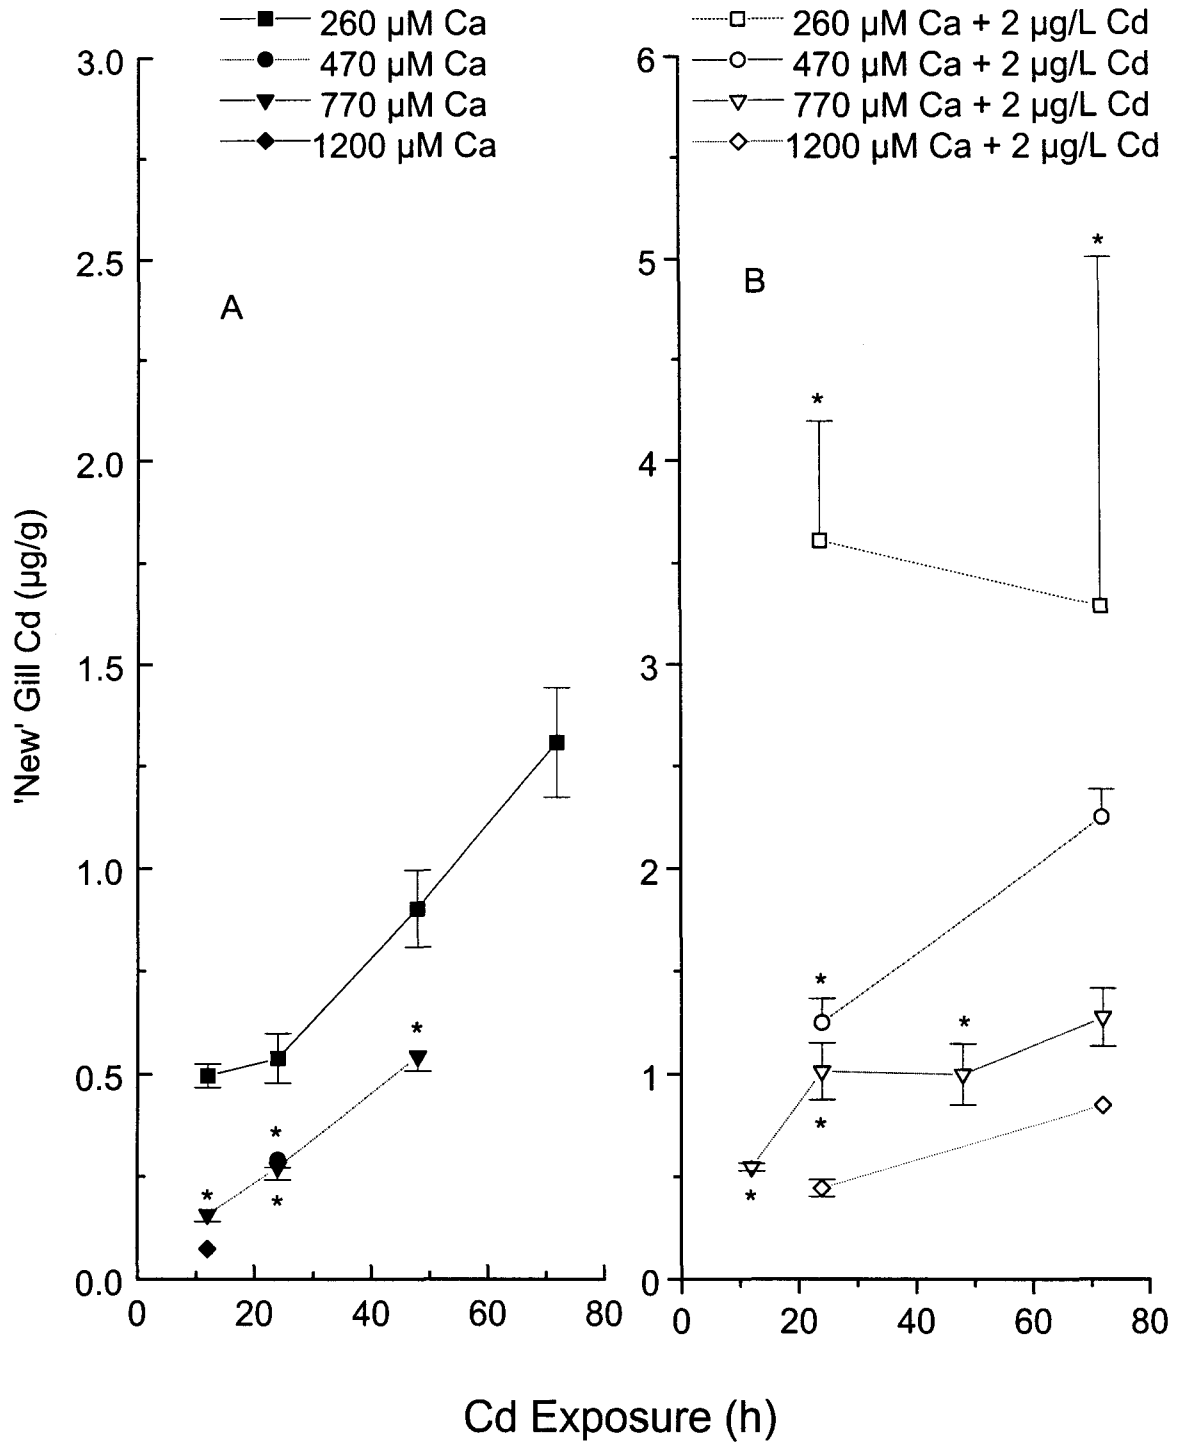 260 µM Ca
470 µM Ca
770 µM Ca
1200 µM Ca
260 µM Ca + 2 µg/L Cd
470 µM Ca + 2 µg/L Cd
770 µM Ca + 2 µg/L Cd
1200 µM Ca + 2 µg/L Cd
'New' Gill Cd (µg/g)
3.0
2.5
2.0
1.5
1.0
0.5
0.0
A
*
*
*
*
0 20 40 60 80
6
5
4
3
2
1
0
B
*
*
*
*
*
*
0 20 40 60 80
Cd Exposure (h)